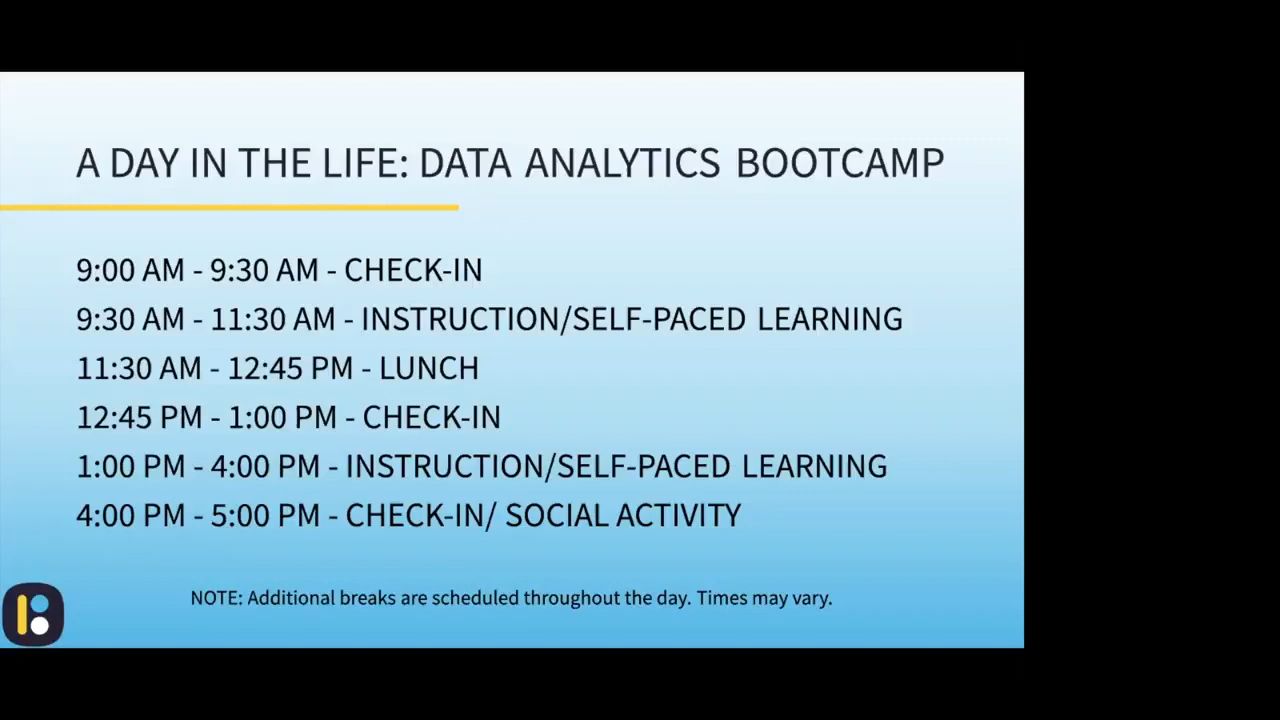 A DAY IN THE LIFE: DATA ANALYTICS BOOTCAMP
9:00 AM - 9:30 AM - CHECK-IN
9:30 AM - 11:30 AM - INSTRUCTION/SELF-PACED LEARNING
11:30 AM - 12:45 PM - LUNCH
12:45 PM - 1:00 PM - CHECK-IN
1:00 PM - 4:00 PM - INSTRUCTION/SELF-PACED LEARNING
4:00 PM - 5:00 PM - CHECK-IN/ SOCIAL ACTIVITY
NOTE: Additional breaks are scheduled throughout the day. Times may vary.